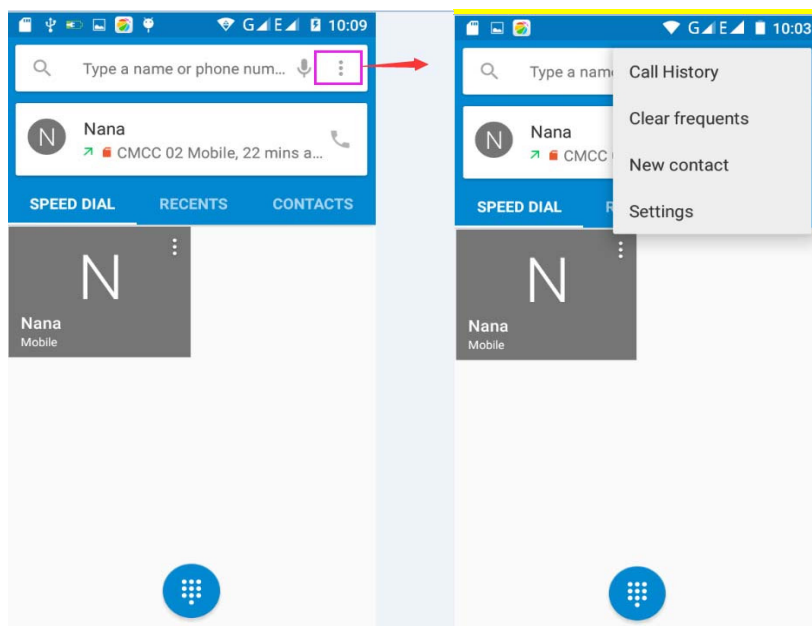 G E 10:09
Type a name or phone num...
N
Nana
CMCC 02 Mobile, 22 mins a...
SPEED DIAL RECENTS CONTACTS
N
Nana
Mobile
G E 10:03
Type a nam
Call History
Clear frequents
New contact
Settings
N
Nana
CMCC
SPEED DIAL R
N
Nana
Mobile